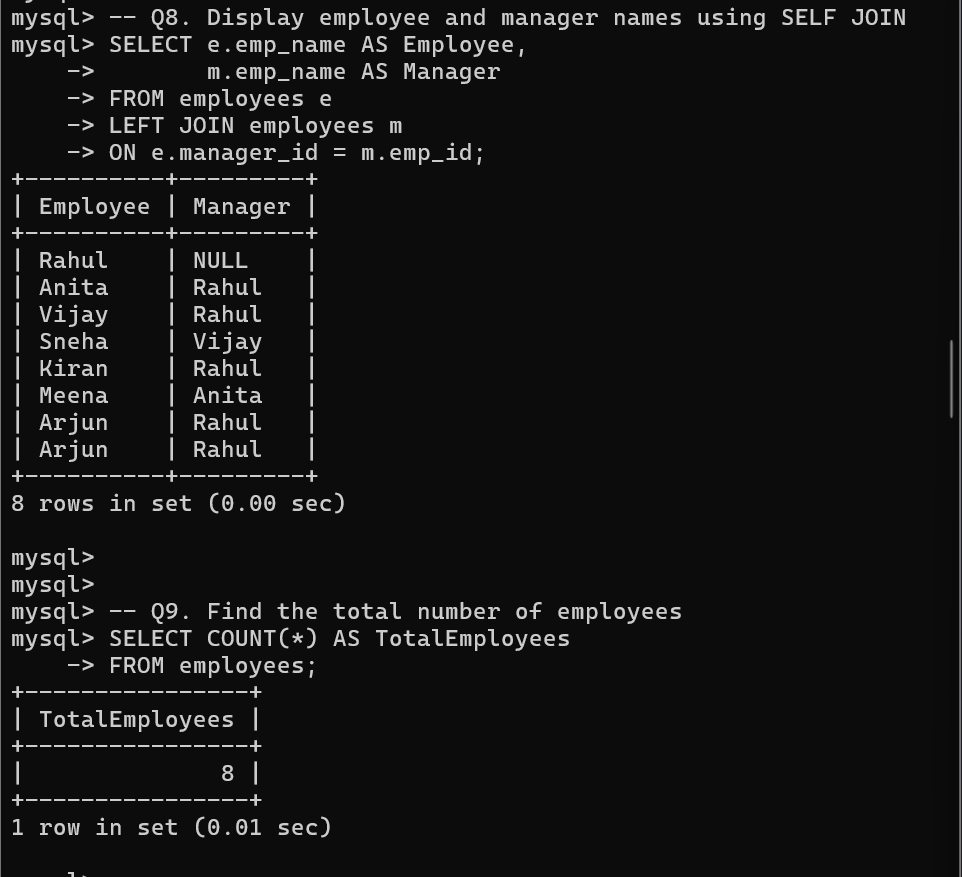 mysql> -- Q8. Display employee and manager names using SELF JOIN
mysql> SELECT e.emp_name AS Employee,
    ->        m.emp_name AS Manager
    -> FROM employees e
    -> LEFT JOIN employees m
    -> ON e.manager_id = m.emp_id;
+----------+---------+
| Employee | Manager |
+----------+---------+
| Rahul    | NULL    |
| Anita    | Rahul   |
| Vijay    | Rahul   |
| Sneha    | Vijay   |
| Kiran    | Rahul   |
| Meena    | Anita   |
| Arjun    | Rahul   |
| Arjun    | Rahul   |
+----------+---------+
8 rows in set (0.00 sec)

mysql>
mysql>
mysql> -- Q9. Find the total number of employees
mysql> SELECT COUNT(*) AS TotalEmployees
    -> FROM employees;
+----------------+
| TotalEmployees |
+----------------+
|              8 |
+----------------+
1 row in set (0.01 sec)